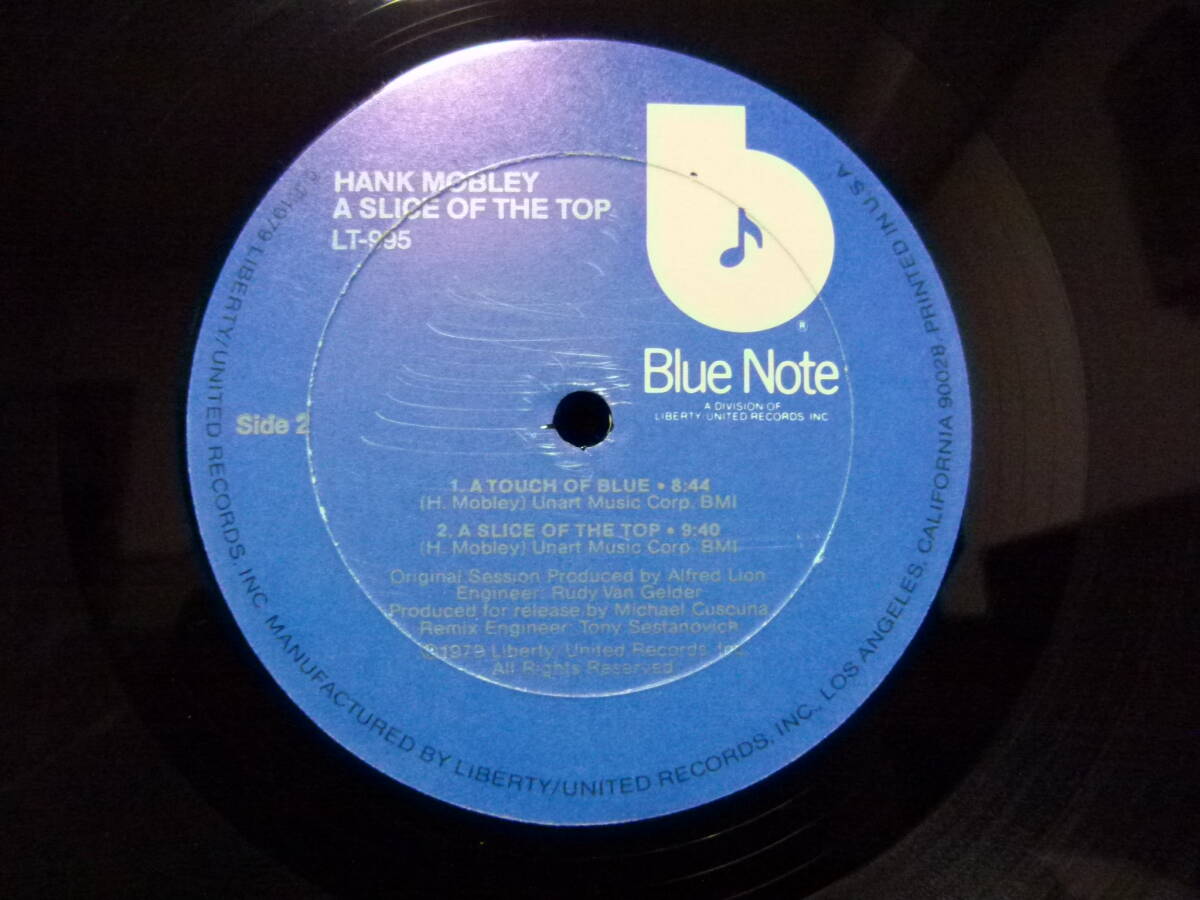 HANK MOBLEY
A SLICE OF THE TOP
LT-995
b
®
Blue Note
A DIVISION OF
LIBERTY/UNITED RECORDS INC
Side 2
1. A TOUCH OF BLUE • 8:44
(H. Mobley) Unart Music Corp. BMI
2. A SLICE OF THE TOP • 9:40
(H. Mobley) Unart Music Corp. BMI
Original Session Produced by Alfred Lion
Engineer: Rudy Van Gelder
Produced for release by Michael Cuscuna
Remix Engineer: Tony Sestanovich
©1979 Liberty, United Records, Inc.
All Rights Reserved
1979 LIBERTY/UNITED RECORDS, INC. MANUFACTURED BY LIBERTY/UNITED RECORDS, INC., LOS ANGELES, CALIFORNIA 90028 PRINTED IN U.S.A.